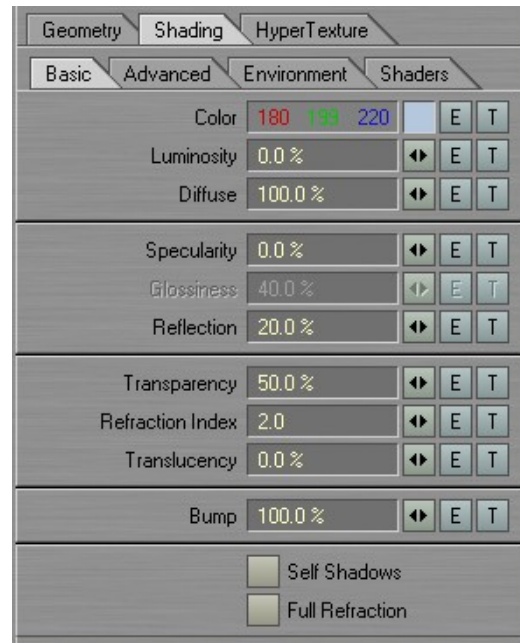 Geometry Shading HyperTexture
Basic Advanced Environment Shaders
Color 180 199 220 E T
Luminosity 0.0 % E T
Diffuse 100.0 % E T
Specularity 0.0 % E T
Glossiness 40.0 % E T
Reflection 20.0 % E T
Transparency 50.0 % E T
Refraction Index 2.0 E T
Translucency 0.0 % E T
Bump 100.0 % E T
Self Shadows
Full Refraction